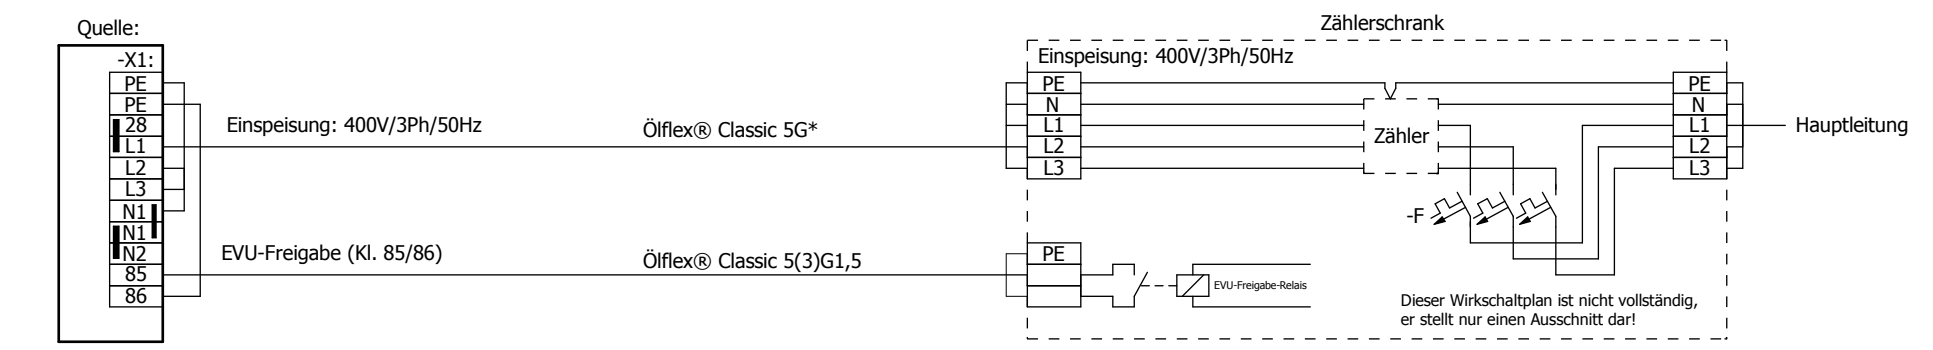 Quelle:
-X1:
PE
PE
28
L1
L2
L3
N1
N1
N2
85
86
Einspeisung: 400V/3Ph/50Hz
Ölflex® Classic 5G*
EVU-Freigabe (Kl. 85/86)
Ölflex® Classic 5(3)G1,5
Zählerschrank
Einspeisung: 400V/3Ph/50Hz
PE
N
L1
L2
L3
Zähler
-F
PE
N
L1
L2
L3
Hauptleitung
PE
EVU-Freigabe-Relais
Dieser Wirkschaltplan ist nicht vollständig,
er stellt nur einen Ausschnitt dar!